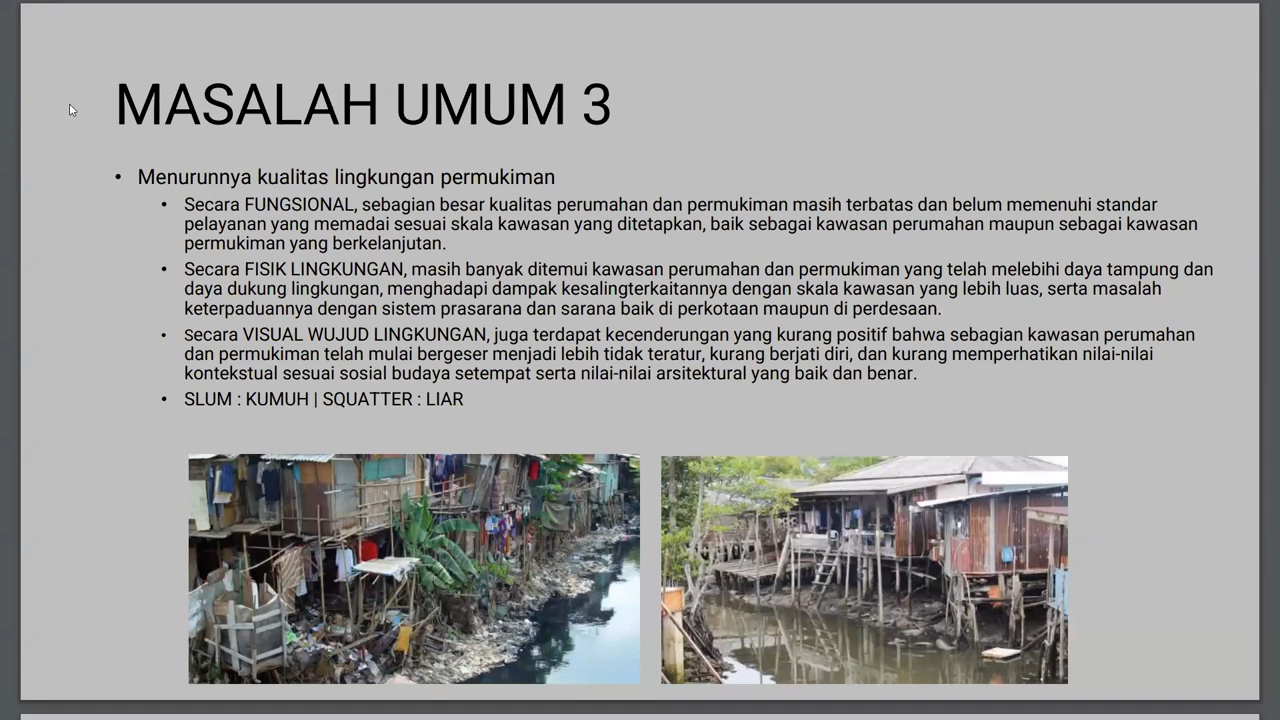 MASALAH UMUM 3
• Menurunnya kualitas lingkungan permukiman
• Secara FUNGSIONAL, sebagian besar kualitas perumahan dan permukiman masih terbatas dan belum memenuhi standar
pelayanan yang memadai sesuai skala kawasan yang ditetapkan, baik sebagai kawasan perumahan maupun sebagai kawasan
permukiman yang berkelanjutan.
• Secara FISIK LINGKUNGAN, masih banyak ditemui kawasan perumahan dan permukiman yang telah melebihi daya tampung dan
daya dukung lingkungan, menghadapi dampak kesalingterkaitannya dengan skala kawasan yang lebih luas, serta masalah
keterpaduannya dengan sistem prasarana dan sarana baik di perkotaan maupun di perdesaan.
• Secara VISUAL WUJUD LINGKUNGAN, juga terdapat kecenderungan yang kurang positif bahwa sebagian kawasan perumahan
dan permukiman telah mulai bergeser menjadi lebih tidak teratur, kurang berjati diri, dan kurang memperhatikan nilai-nilai
kontekstual sesuai sosial budaya setempat serta nilai-nilai arsitektural yang baik dan benar.
• SLUM : KUMUH | SQUATTER : LIAR